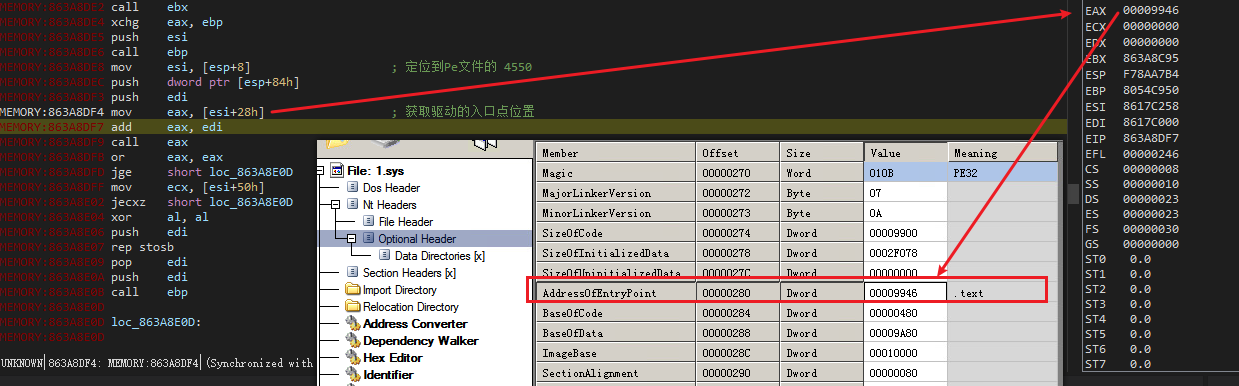 MEMORY:863A8DE2 call ebx
MEMORY:863A8DE4 xchg eax, ebp
MEMORY:863A8DE5 push esi
MEMORY:863A8DE6 call ebp
MEMORY:863A8DE8 mov esi, [esp+8] ; 定位到Pe文件的 4550
MEMORY:863A8DEC push dword ptr [esp+84h]
MEMORY:863A8DF3 push edi
MEMORY:863A8DF4 mov eax, [esi+28h] ; 获取驱动的入口点位置
MEMORY:863A8DF7 add eax, edi
MEMORY:863A8DF9 call eax
MEMORY:863A8DFB or eax, eax
MEMORY:863A8DFD jge short loc_863A8E0D
MEMORY:863A8DFF mov ecx, [esi+50h]
MEMORY:863A8E02 jecxz short loc_863A8E0D
MEMORY:863A8E04 xor al, al
MEMORY:863A8E06 push edi
MEMORY:863A8E07 rep stosb
MEMORY:863A8E09 pop edi
MEMORY:863A8E0A push edi
MEMORY:863A8E0B call ebp
MEMORY:863A8E0D
MEMORY:863A8E0D loc_863A8E0D:
UNKNOWN 863A8DF4: MEMORY:863A8DF4 (Synchronized with
File: 1.sys
Dos Header
Nt Headers
File Header
Optional Header
Data Directories [x]
Section Headers [x]
Import Directory
Relocation Directory
Address Converter
Dependency Walker
Hex Editor
Identifier
Member Offset Size Value Meaning
Magic 00000270 Word 010B PE32
MajorLinkerVersion 00000272 Byte 07
MinorLinkerVersion 00000273 Byte 0A
SizeOfCode 00000274 Dword 00009900
SizeOfInitializedData 00000278 Dword 0002F078
SizeOfUninitializedData 0000027C Dword 00000000
AddressOfEntryPoint 00000280 Dword 00009946 .text
BaseOfCode 00000284 Dword 00000480
BaseOfData 00000288 Dword 00009A80
ImageBase 0000028C Dword 00010000
SectionAlignment 00000290 Dword 00000080
EAX 00009946
ECX 00000000
EDX 00000000
EBX 863A8C95
ESP F78AA7B4
EBP 8054C950
ESI 8617C258
EDI 8617C000
EIP 863A8DF7
EFL 00000246
CS 00000008
SS 00000010
DS 00000023
ES 00000023
FS 00000030
GS 00000000
ST0 0.0
ST1 0.0
ST2 0.0
ST3 0.0
ST4 0.0
ST5 0.0
ST6 0.0
ST7 0.0